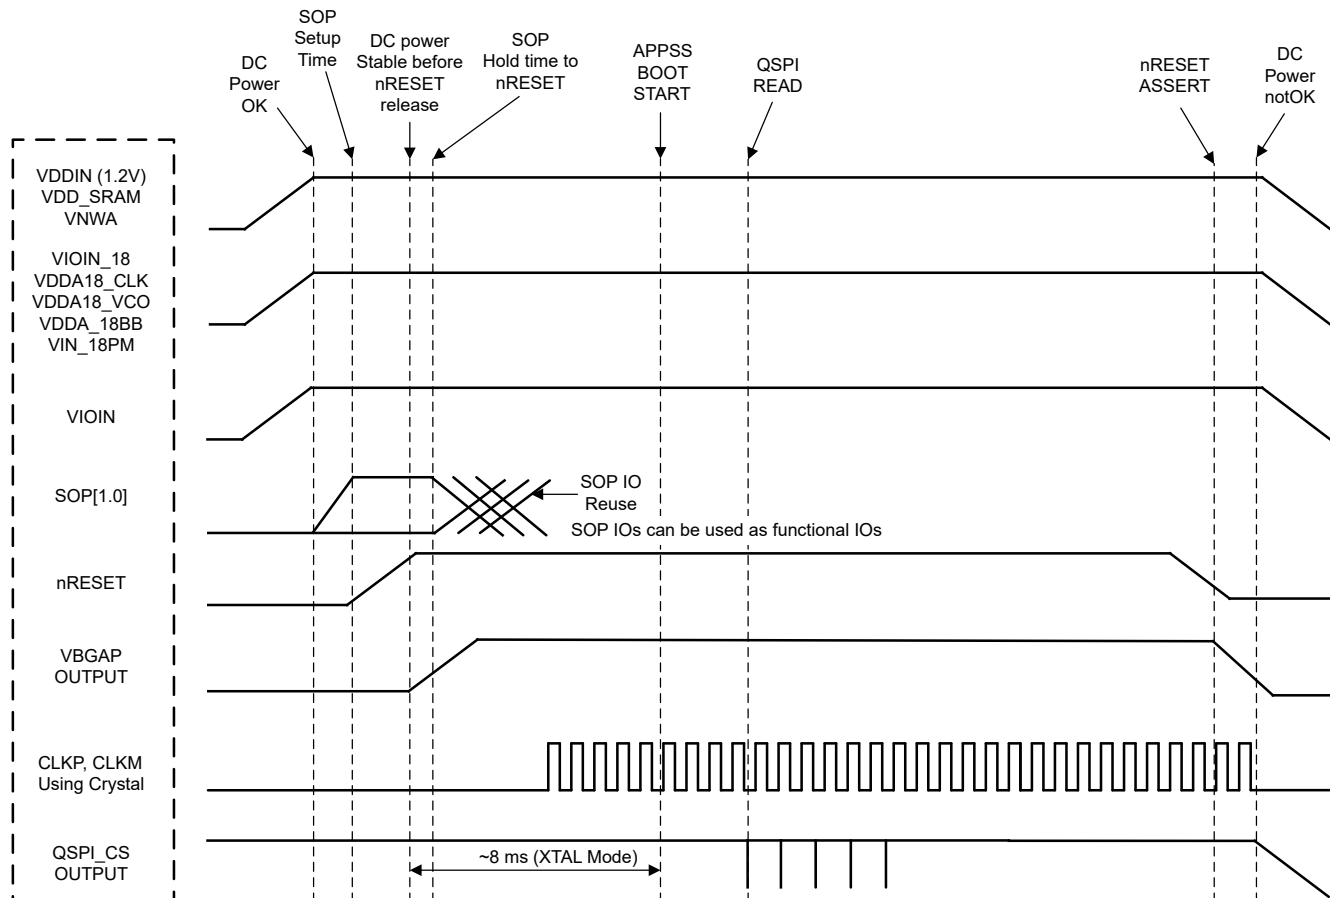 DC
Power
OK
SOP
Setup
Time
DC power
Stable before
nRESET
release
SOP
Hold time to
nRESET
APPSS
BOOT
START
QSPI
READ
nRESET
ASSERT
DC
Power
notOK
VDDIN (1.2V)
VDD_SRAM
VNWA
VIOIN_18
VDDA18_CLK
VDDA18_VCO
VDDA_18BB
VIN_18PM
VIOIN
SOP[1.0]
SOP IO
Reuse
SOP IOs can be used as functional IOs
nRESET
VBGAP
OUTPUT
CLKP, CLKM
Using Crystal
QSPI_CS
OUTPUT
~8 ms (XTAL Mode)